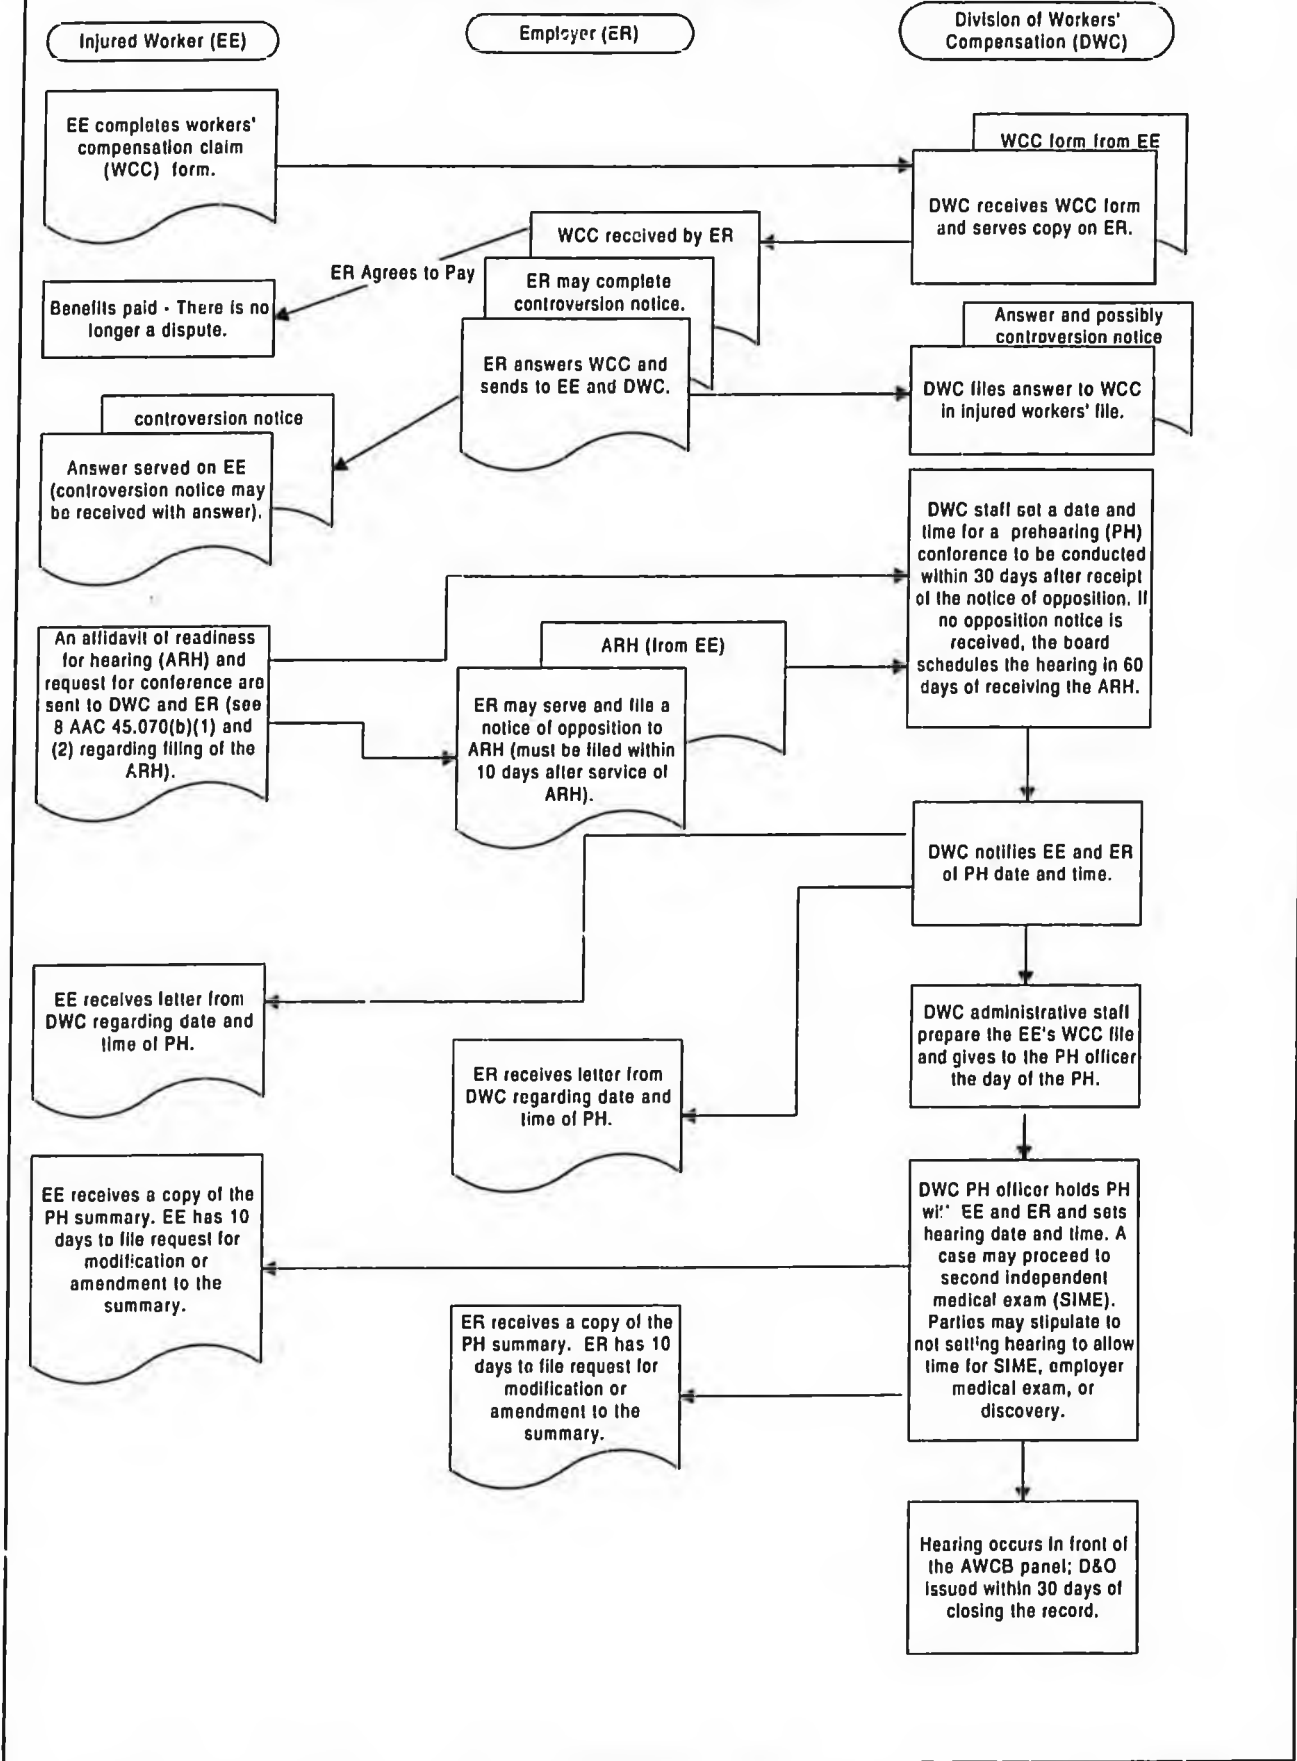 Injured Worker (EE)
Employer (ER)
Division of Workers'
Compensation (DWC)
EE completes workers'
compensation claim
(WCC) form.
WCC form from EE
DWC receives WCC form
and serves copy on ER.
WCC received by ER
ER Agrees to Pay
ER may complete
controversion notice.
Benefits paid - There is no
longer a dispute.
ER answers WCC and
sends to EE and DWC.
Answer and possibly
controversion notice
DWC files answer to WCC
in injured workers' file.
controversion notice
Answer served on EE
(controversion notice may
be received with answer).
DWC staff set a date and
time for a prehearing (PH)
conference to be conducted
within 30 days after receipt
of the notice of opposition. If
no opposition notice is
received, the board
schedules the hearing in 60
days of receiving the ARH.
An affidavit of readiness
for hearing (ARH) and
request for conference are
sent to DWC and ER (see
8 AAC 45.070(b)(1) and
(2) regarding filing of the
ARH).
ARH (from EE)
ER may serve and file a
notice of opposition to
ARH (must be filed within
10 days after service of
ARH).
DWC notifies EE and ER
of PH date and time.
EE receives letter from
DWC regarding date and
time of PH.
ER receives letter from
DWC regarding date and
time of PH.
DWC administrative staff
prepare the EE's WCC file
and gives to the PH officer
the day of the PH.
EE receives a copy of the
PH summary. EE has 10
days to file request for
modification or
amendment to the
summary.
ER receives a copy of the
PH summary. ER has 10
days to file request for
modification or
amendment to the
summary.
DWC PH officer holds PH
with EE and ER and sets
hearing date and time. A
case may proceed to
second independent
medical exam (SIME).
Parties may stipulate to
not setting hearing to allow
time for SIME, employer
medical exam, or
discovery.
Hearing occurs in front of
the AWCB panel; D&O
issued within 30 days of
closing the record.